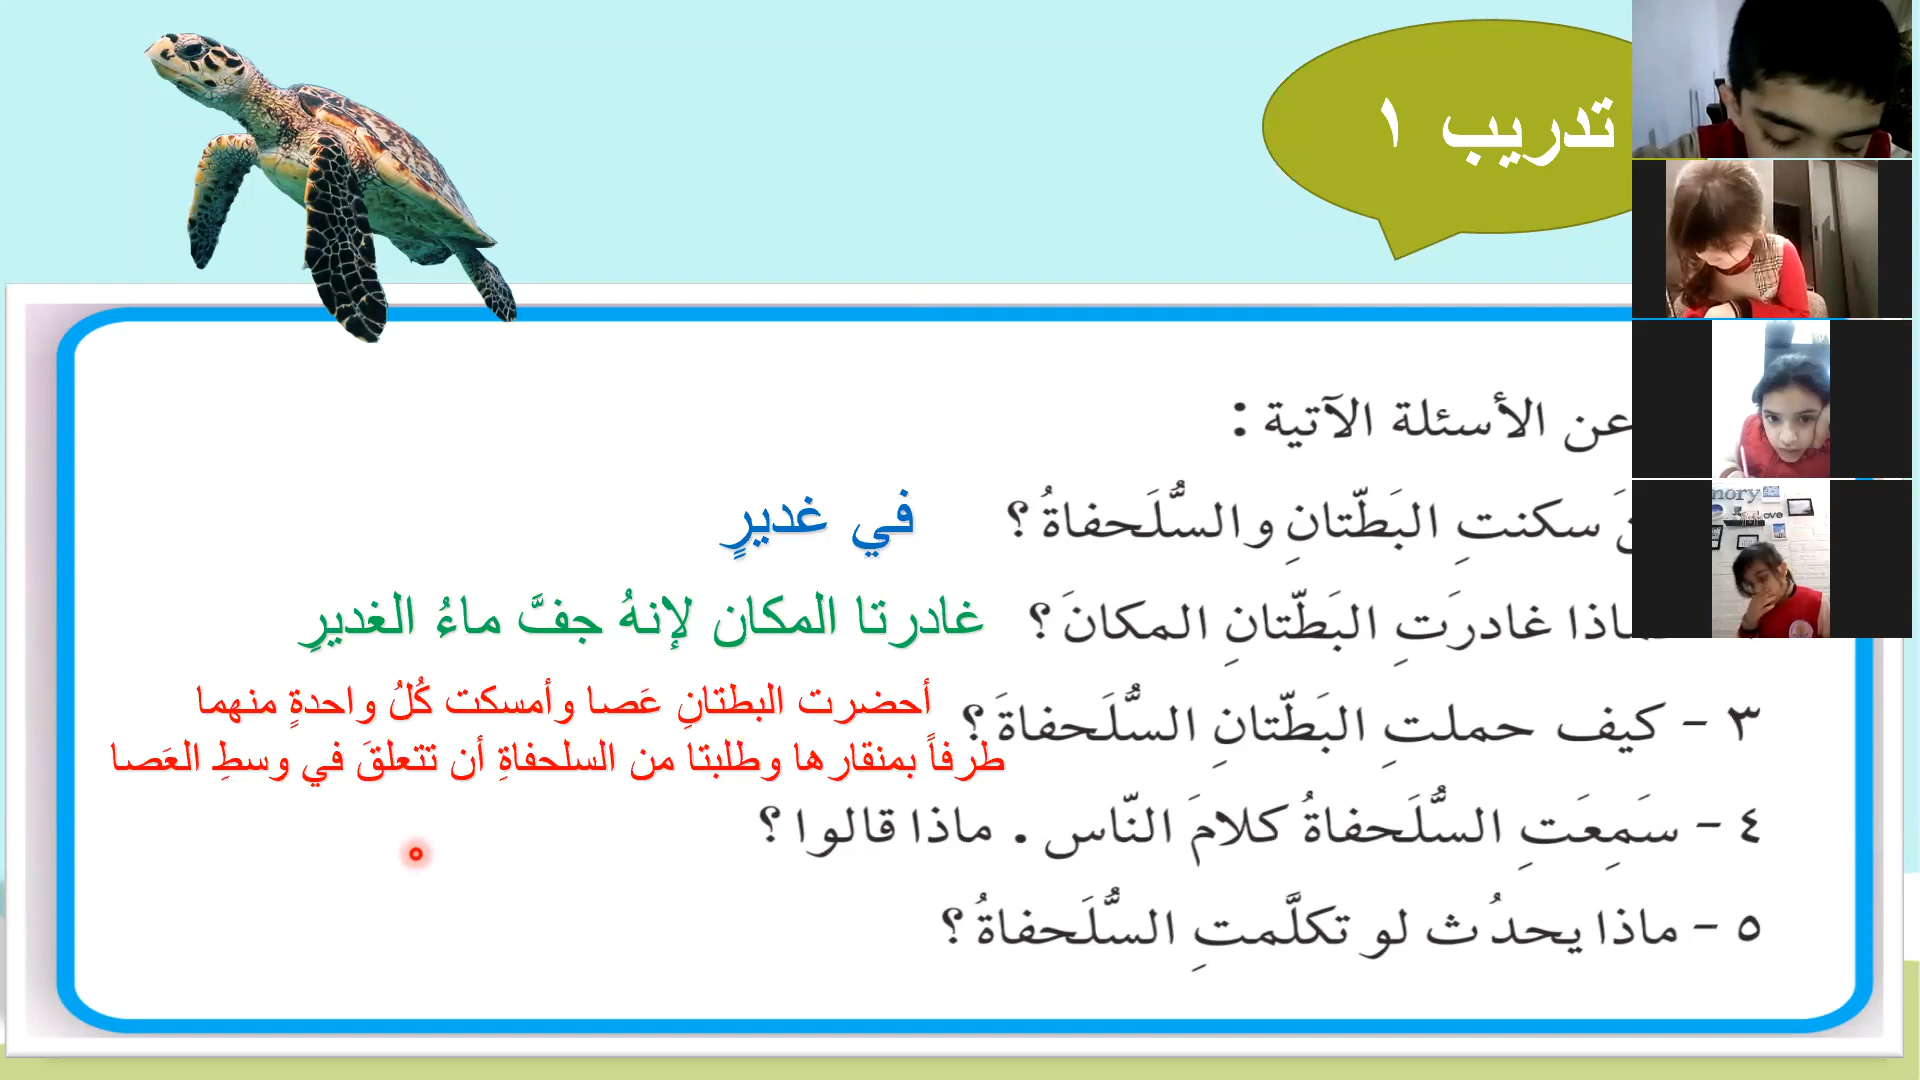 تدريب ١
عن الأسئلة الآتية :
سكنتِ البَطّتانِ والسُّلَحفاةُ ؟
في غديرٍ
غادرَتِ البَطّتانِ المكانَ ؟
غادرتا المكان لإنهُ جفَّ ماءُ الغديرِ
٣ - كيف حملتِ البَطّتانِ السُّلَحفاةَ ؟
أحضرت البطتانِ عَصا وأمسكت كُلُ واحدةٍ منهما
طرفاً بمنقارها وطلبتا من السلحفاةِ أن تتعلقَ في وسطِ العَصا
٤ - سَمِعَتِ السُّلَحفاةُ كلامَ النّاس . ماذا قالوا ؟
٥ - ماذا يحدُث لو تكلَّمتِ السُّلَحفاةُ ؟